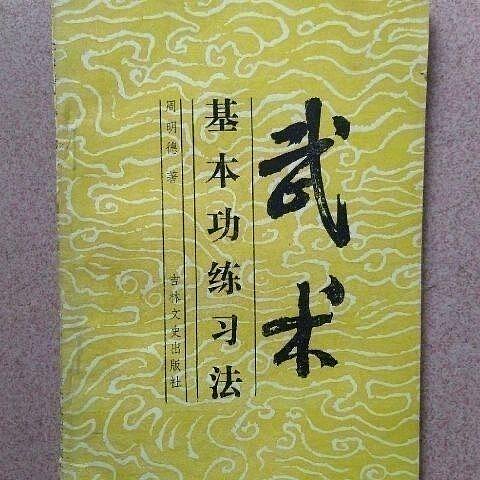 武术
基本功练习法
周明德 著
吉林文史出版社